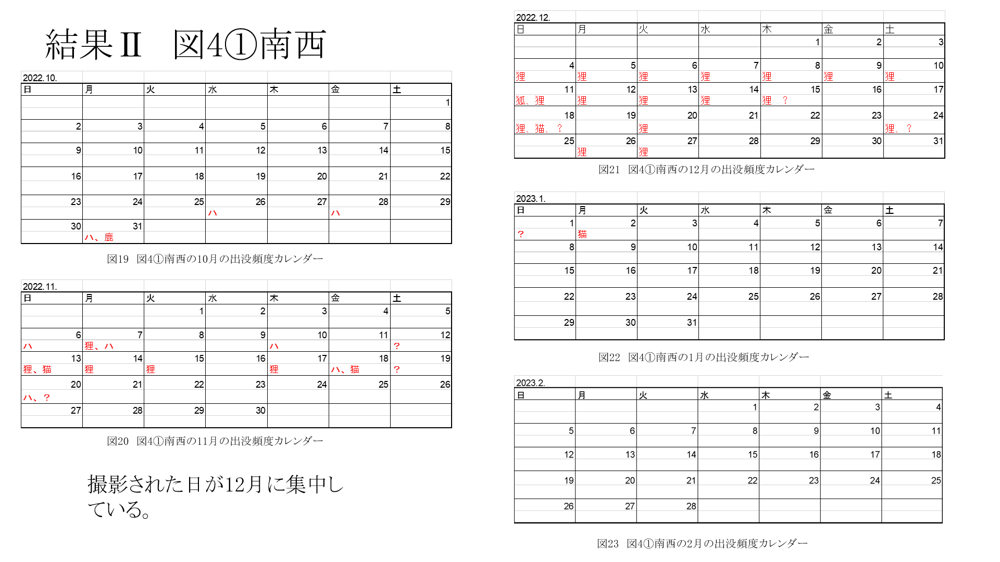 結果Ⅱ　図4①南西
2022.10.
日 月 火 水 木 金 土
1
2 3 4 5 6 7 8
9 10 11 12 13 14 15
16 17 18 19 20 21 22
23 24 25 26 27 28 29
ハ ハ
30 31
ハ、鹿
図19　図4①南西の10月の出没頻度カレンダー
2022.11.
日 月 火 水 木 金 土
1 2 3 4 5
6 7 8 9 10 11 12
ハ 狸、ハ ハ ？
13 14 15 16 17 18 19
狸、猫 狸 狸 狸 ハ、猫 ？
20 21 22 23 24 25 26
ハ、？
27 28 29 30
図20　図4①南西の11月の出没頻度カレンダー
撮影された日が12月に集中し
ている。
2022.12.
日 月 火 水 木 金 土
1 2 3
4 5 6 7 8 9 10
狸 狸 狸 狸 狸 狸 狸
11 12 13 14 15 16 17
狐、狸 狸 狸 狸 狸　？
18 19 20 21 22 23 24
狸、猫、？ 狸 狸、？
25 26 27 28 29 30 31
狸 狸
図21　図4①南西の12月の出没頻度カレンダー
2023.1.
日 月 火 水 木 金 土
1 2 3 4 5 6 7
？ 猫
8 9 10 11 12 13 14
15 16 17 18 19 20 21
22 23 24 25 26 27 28
29 30 31
図22　図4①南西の1月の出没頻度カレンダー
2023.2.
日 月 火 水 木 金 土
1 2 3 4
5 6 7 8 9 10 11
12 13 14 15 16 17 18
19 20 21 22 23 24 25
26 27 28
図23　図4①南西の2月の出没頻度カレンダー